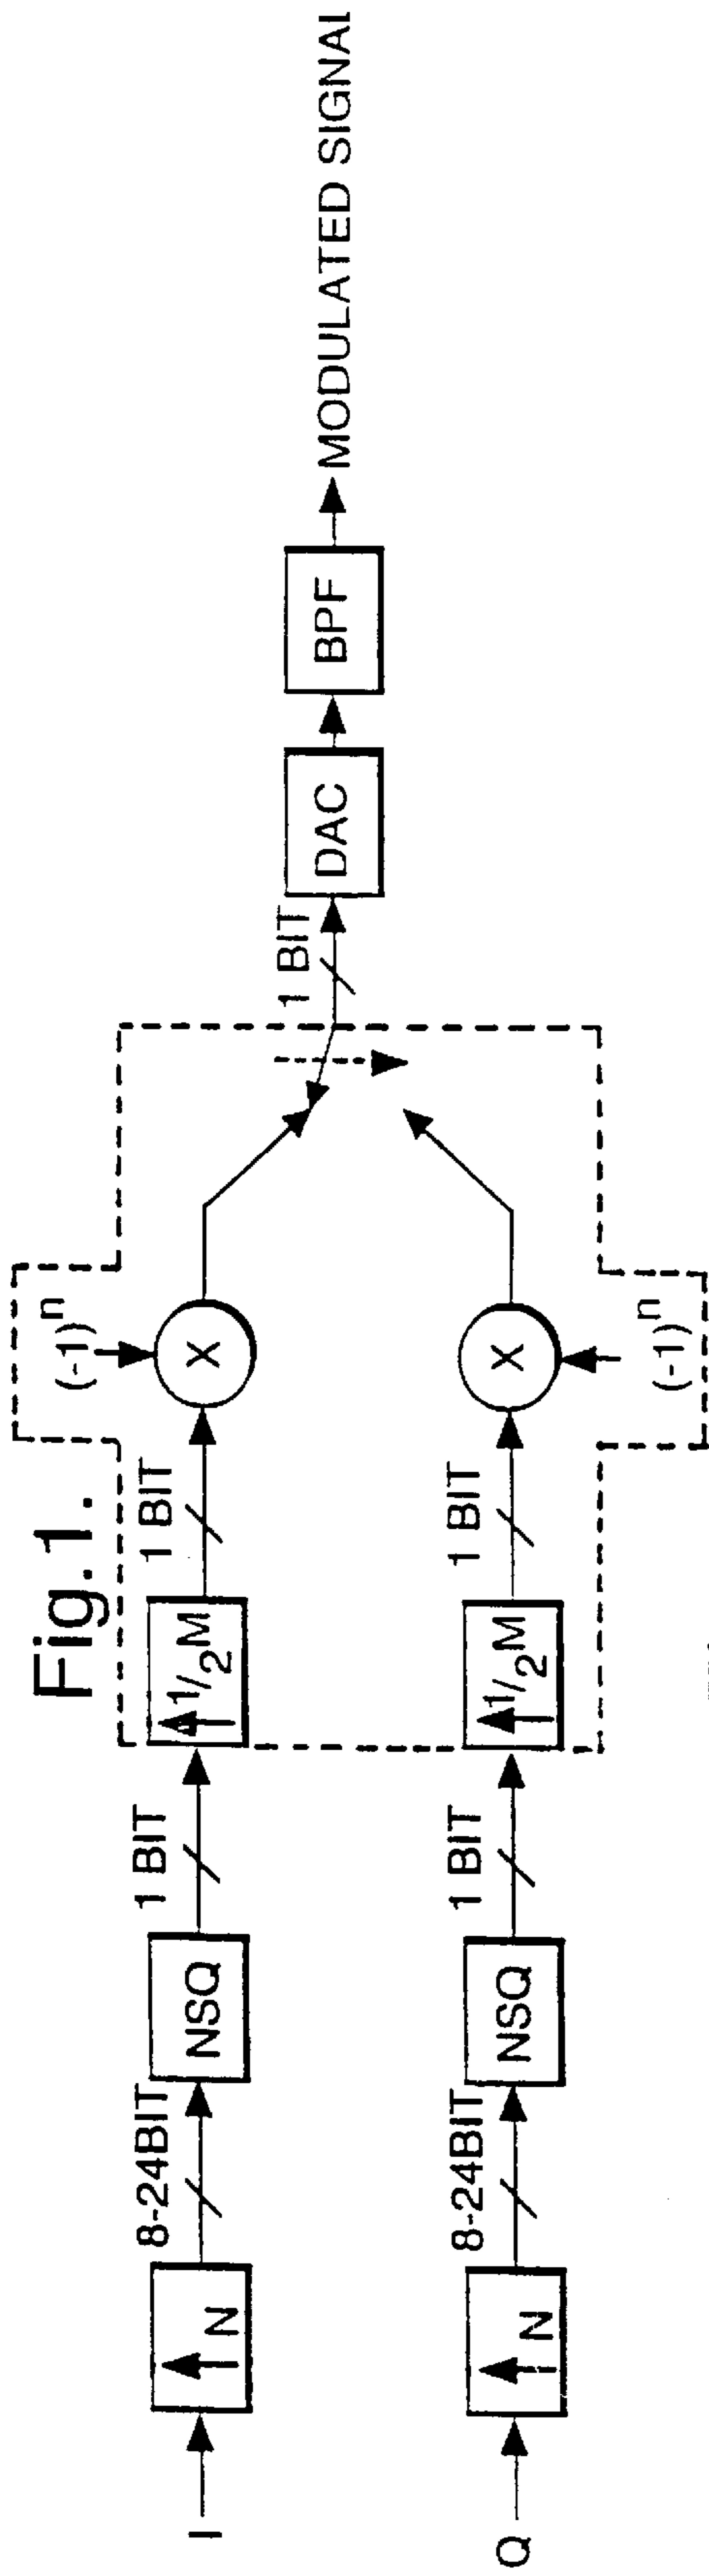 Fig.1.
I
↑N
8-24BIT
NSQ
1 BIT
↑1/2M
1 BIT
X
(-1)^n
1 BIT
DAC
BPF
MODULATED SIGNAL
Q
↑N
8-24BIT
NSQ
1 BIT
↑1/2M
1 BIT
X
(-1)^n